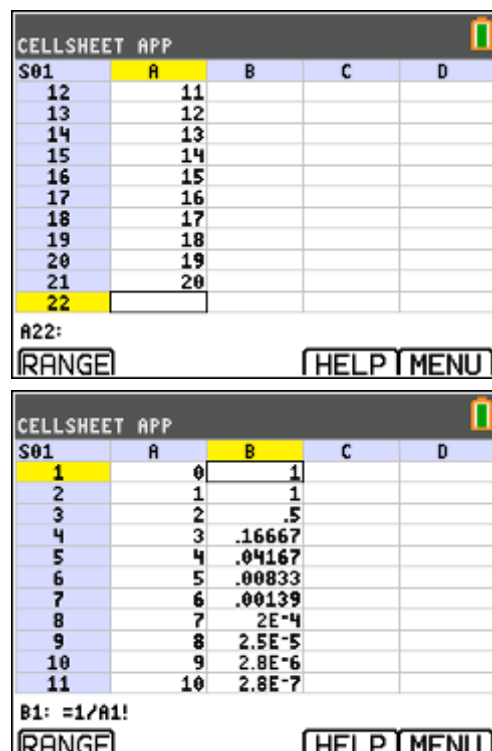 CELLSHEET APP
S01 A B C D
12 11
13 12
14 13
15 14
16 15
17 16
18 17
19 18
20 19
21 20
22
A22:
RANGE HELP MENU
CELLSHEET APP
S01 A B C D
1 0 1
2 1 1
3 2 .5
4 3 .16667
5 4 .04167
6 5 .00833
7 6 .00139
8 7 2E-4
9 8 2.5E-5
10 9 2.8E-6
11 10 2.8E-7
B1: =1/A1!
RANGE HELP MENU